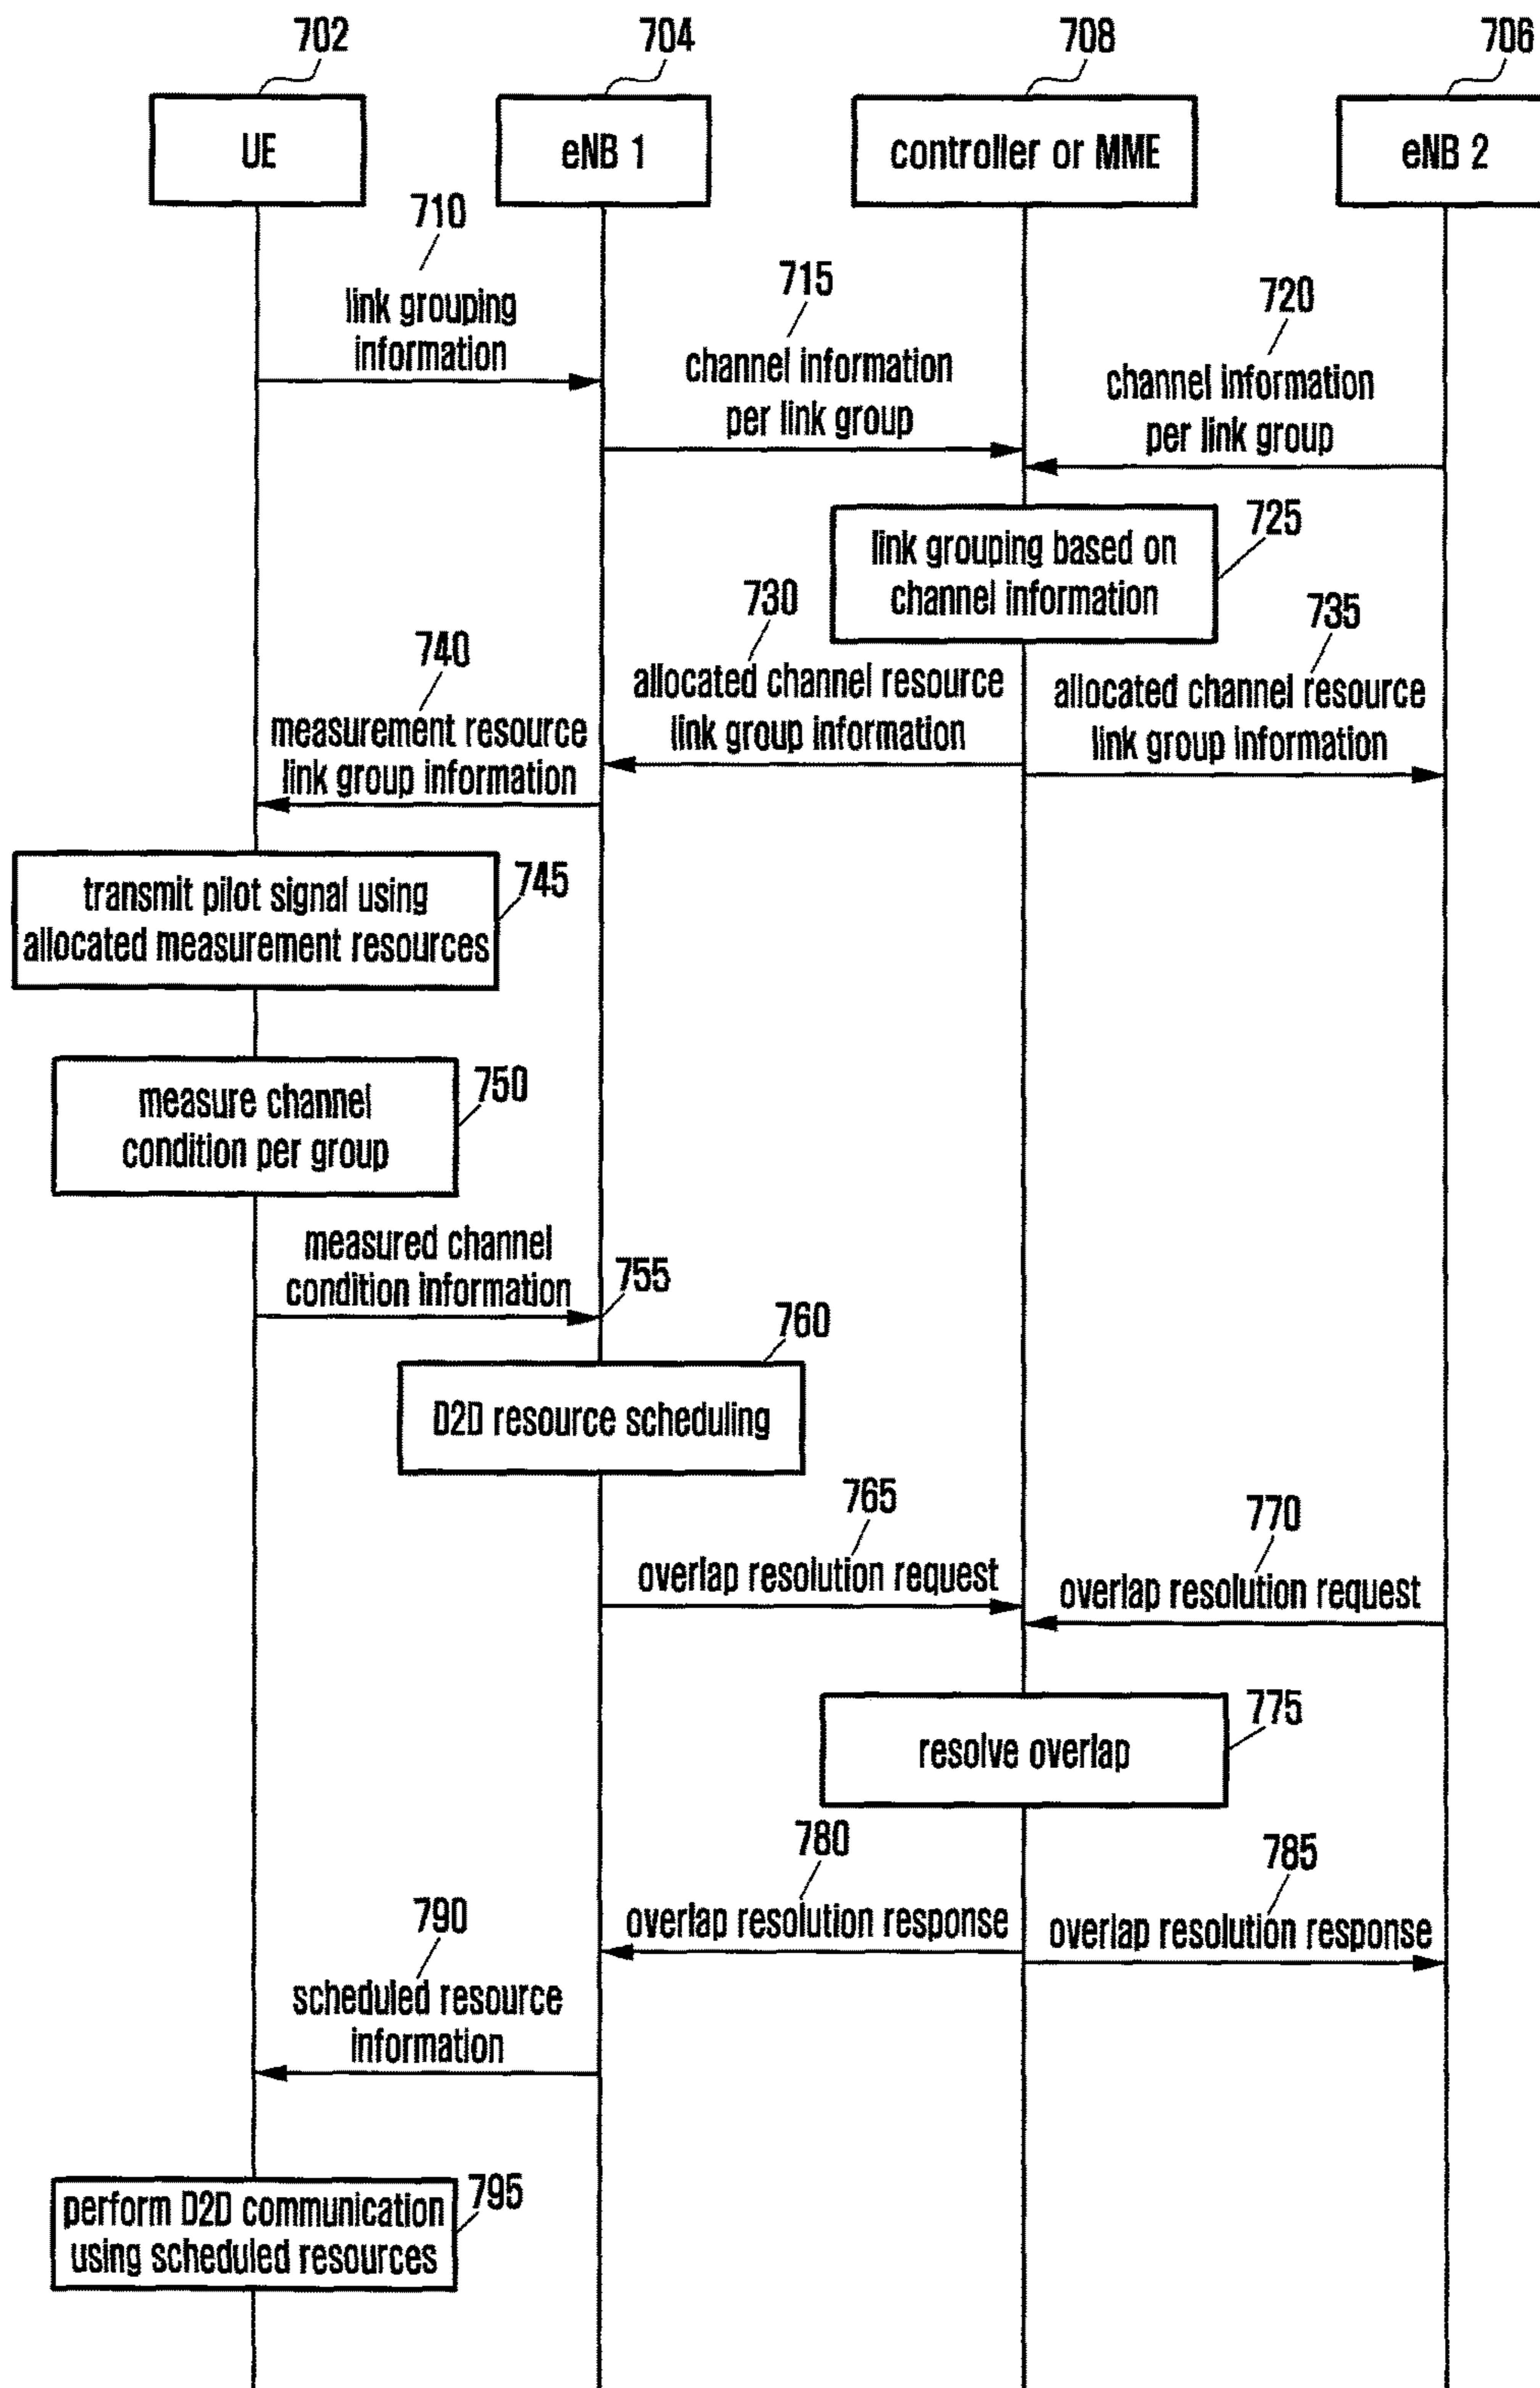 702
704
708
706
UE
eNB 1
controller or MME
eNB 2
710
link grouping
information
715
channel information
per link group
720
channel information
per link group
725
link grouping based on
channel information
730
allocated channel resource
link group information
735
allocated channel resource
link group information
740
measurement resource
link group information
745
transmit pilot signal using
allocated measurement resources
750
measure channel
condition per group
measured channel
condition information
755
760
D2D resource scheduling
765
overlap resolution request
770
overlap resolution request
775
resolve overlap
780
overlap resolution response
785
overlap resolution response
790
scheduled resource
information
795
perform D2D communication
using scheduled resources